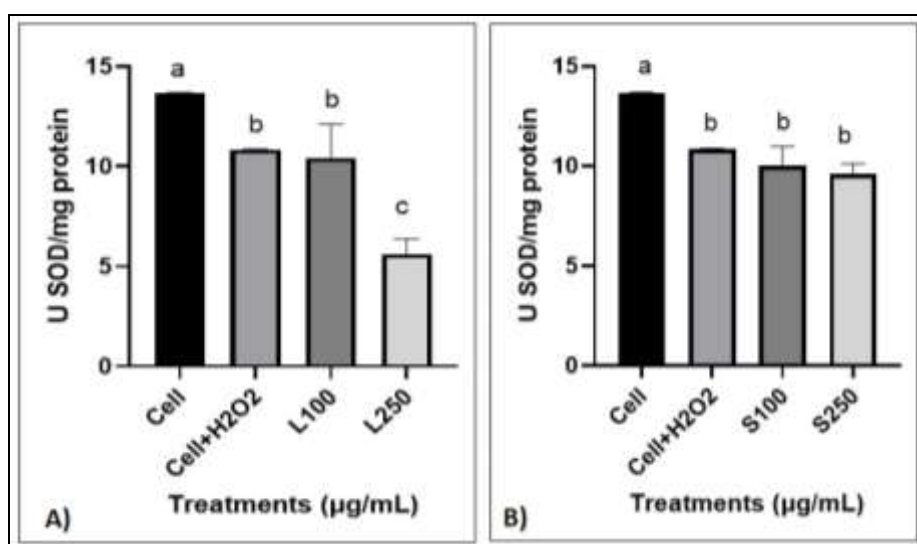 15
10
5
0
U SOD/mg protein
a
b
b
c
Cell
Cell+H2O2
L100
L250
Treatments (µg/mL)
A)
15
10
5
0
U SOD/mg protein
a
b
b
b
Cell
Cell+H2O2
S100
S250
Treatments (µg/mL)
B)